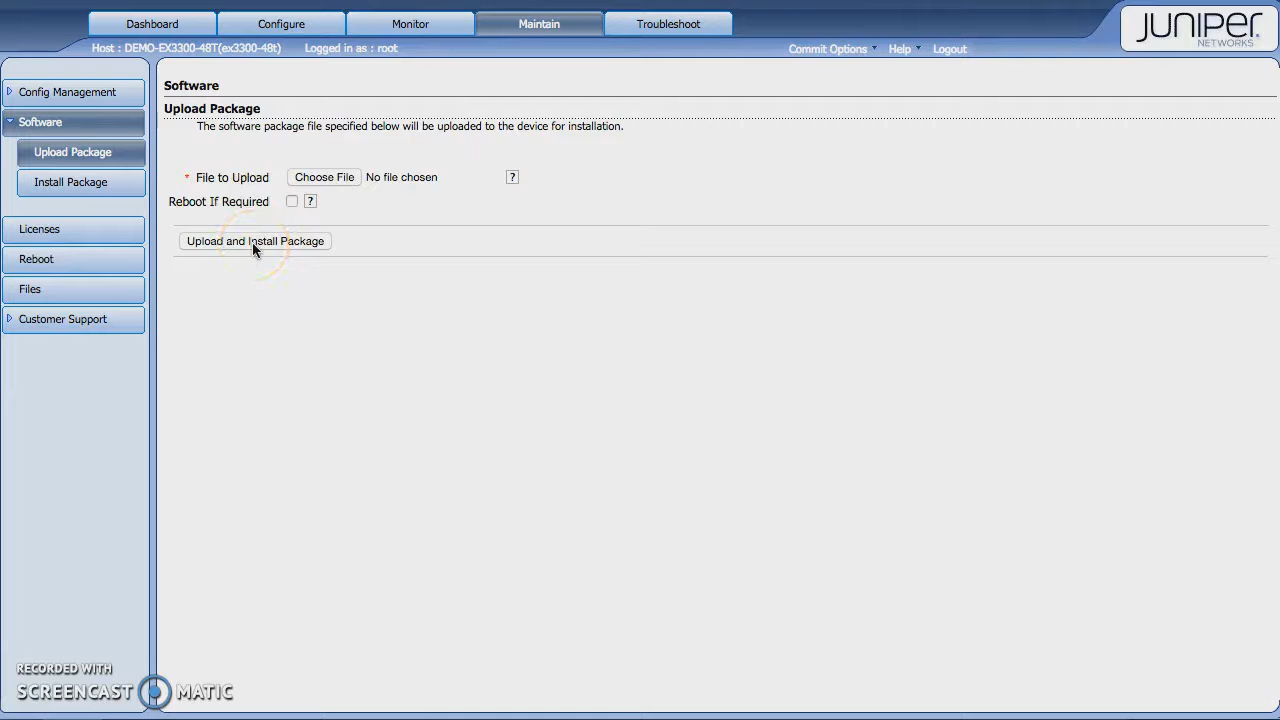 Dashboard
Configure
Monitor
Maintain
Troubleshoot
JUNIPER
NETWORKS
Host : DEMO-EX3300-48T(ex3300-48t)
Logged in as : root
Commit Options
Help
Logout
Config Management
Software
Upload Package
Install Package
Licenses
Reboot
Files
Customer Support
Software
Upload Package
The software package file specified below will be uploaded to the device for installation.
* File to Upload Choose File No file chosen ?
Reboot If Required ?
Upload and Install Package
RECORDED WITH
SCREENCAST MATIC